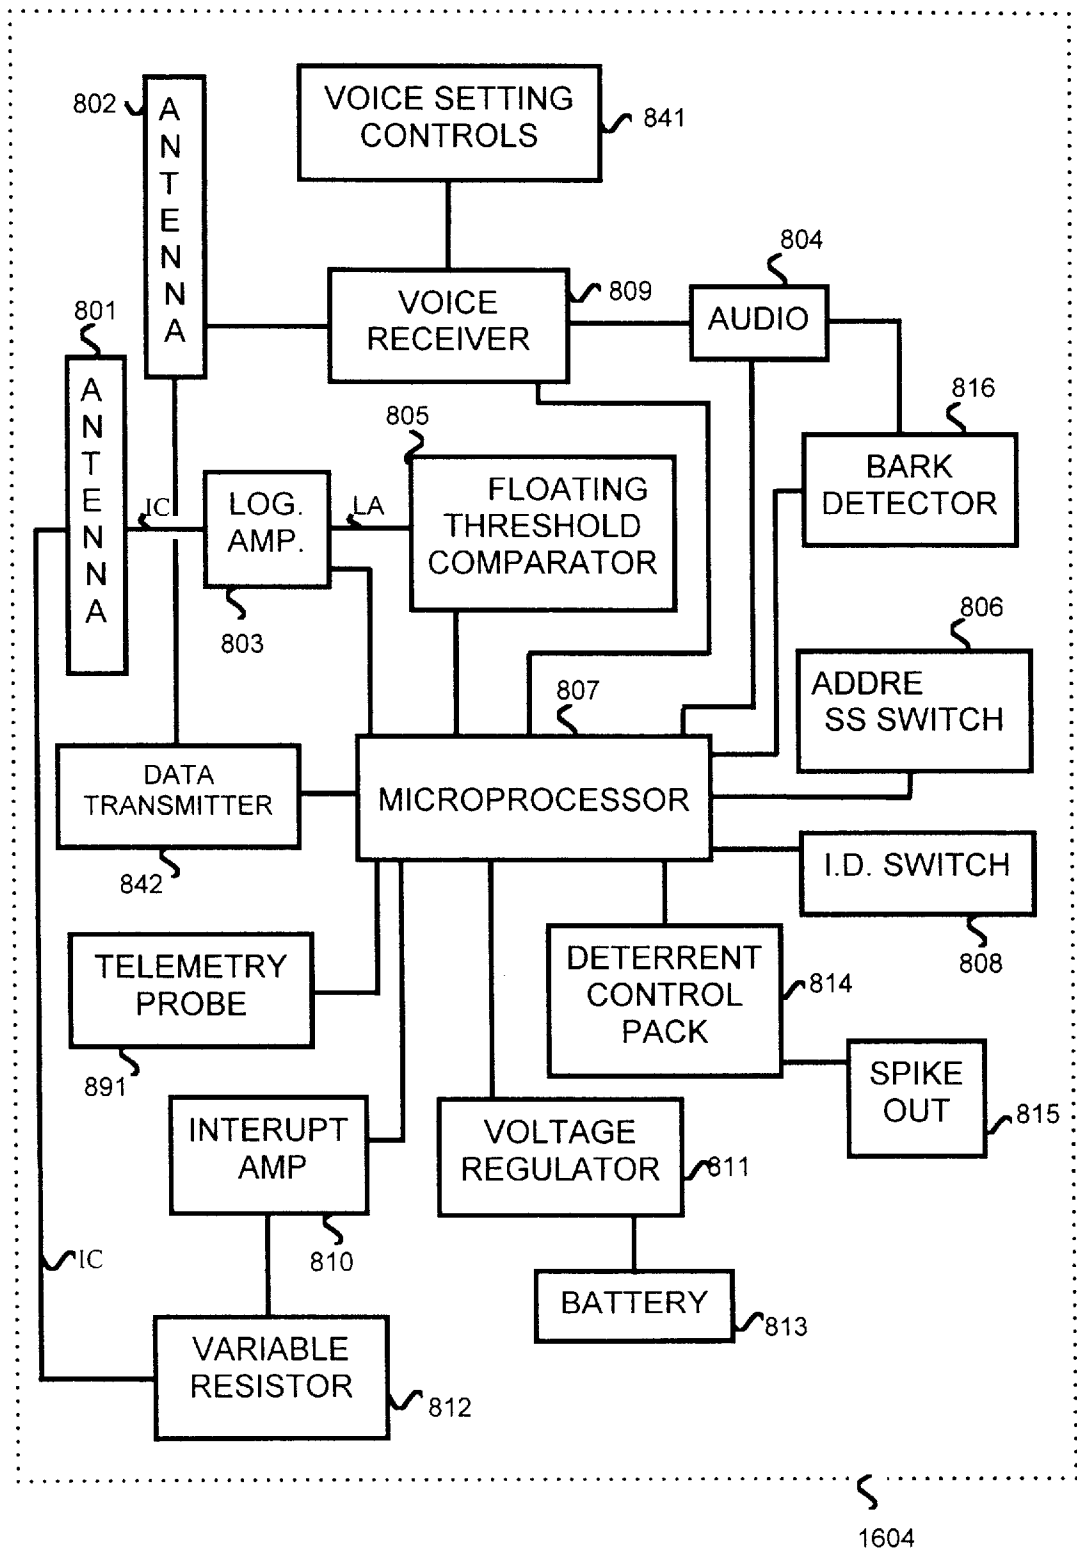 VOICE SETTING
CONTROLS
841
802
ANTENNA
804
801
VOICE
RECEIVER
809
AUDIO
ANTENNA
805
816
BARK
DETECTOR
IC
LOG.
AMP.
LA
FLOATING
THRESHOLD
COMPARATOR
803
806
ADDRE
SS SWITCH
807
DATA
TRANSMITTER
MICROPROCESSOR
842
I.D. SWITCH
808
TELEMETRY
PROBE
891
DETERRENT
CONTROL
PACK
814
SPIKE
OUT
815
INTERUPT
AMP
810
VOLTAGE
REGULATOR
811
IC
BATTERY
813
VARIABLE
RESISTOR
812
1604